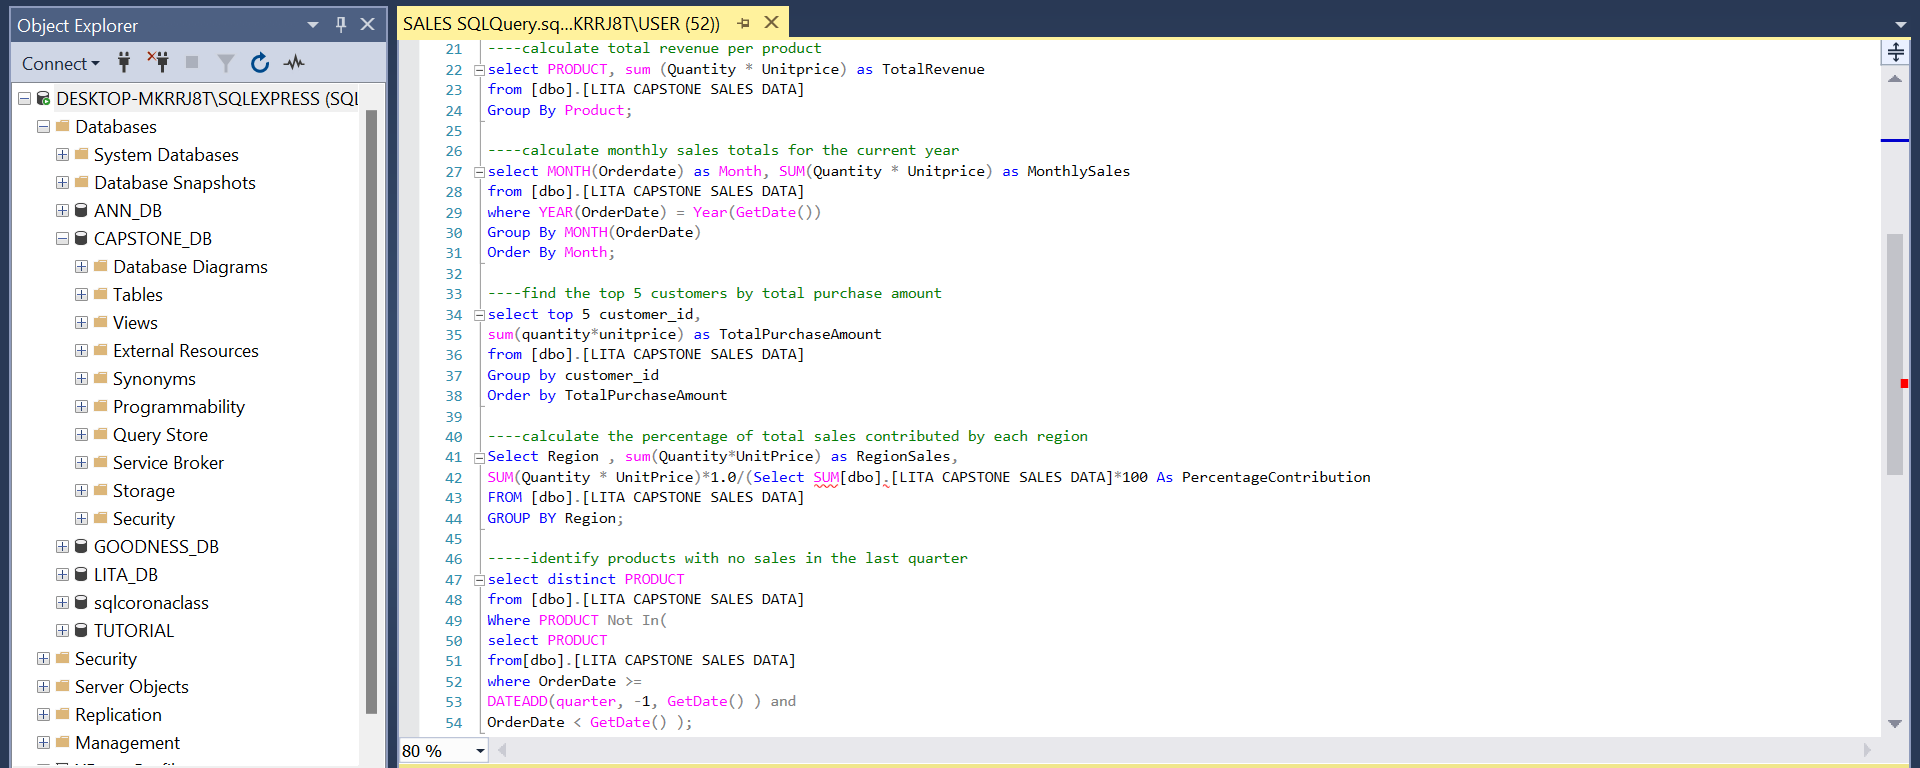 Object Explorer
Connect
DESKTOP-MKRRJ8T\SQLEXPRESS (SQL
Databases
System Databases
Database Snapshots
ANN_DB
CAPSTONE_DB
Database Diagrams
Tables
Views
External Resources
Synonyms
Programmability
Query Store
Service Broker
Storage
Security
GOODNESS_DB
LITA_DB
sqlcoronaclass
TUTORIAL
Security
Server Objects
Replication
Management
SALES SQLQuery.sq...KRRJ8T\USER (52))
21 ----calculate total revenue per product
22 select PRODUCT, sum (Quantity * Unitprice) as TotalRevenue
23 from [dbo].[LITA CAPSTONE SALES DATA]
24 Group By Product;
25
26 ----calculate monthly sales totals for the current year
27 select MONTH(Orderdate) as Month, SUM(Quantity * Unitprice) as MonthlySales
28 from [dbo].[LITA CAPSTONE SALES DATA]
29 where YEAR(OrderDate) = Year(GetDate())
30 Group By MONTH(OrderDate)
31 Order By Month;
32
33 ----find the top 5 customers by total purchase amount
34 select top 5 customer_id,
35 sum(quantity*unitprice) as TotalPurchaseAmount
36 from [dbo].[LITA CAPSTONE SALES DATA]
37 Group by customer_id
38 Order by TotalPurchaseAmount
39
40 ----calculate the percentage of total sales contributed by each region
41 Select Region , sum(Quantity*UnitPrice) as RegionSales,
42 SUM(Quantity * UnitPrice)*1.0/(Select SUM[dbo].[LITA CAPSTONE SALES DATA]*100 As PercentageContribution
43 FROM [dbo].[LITA CAPSTONE SALES DATA]
44 GROUP BY Region;
45
46 -----identify products with no sales in the last quarter
47 select distinct PRODUCT
48 from [dbo].[LITA CAPSTONE SALES DATA]
49 Where PRODUCT Not In(
50 select PRODUCT
51 from[dbo].[LITA CAPSTONE SALES DATA]
52 where OrderDate >=
53 DATEADD(quarter, -1, GetDate() ) and
54 OrderDate < GetDate() );
80 %